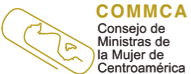 COMMCA
Consejo de
Ministras de
la Mujer de
Centroamérica